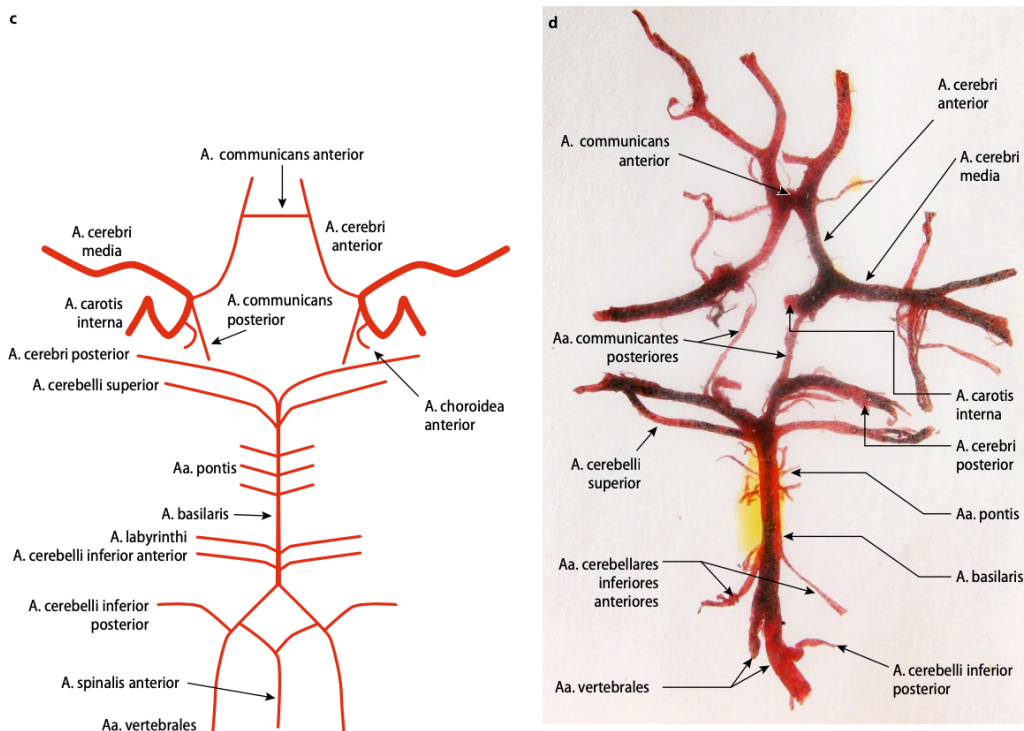 c
A. communicans anterior
A. cerebri
media
A. cerebri
anterior
A. carotis
interna
A. communicans
posterior
A. cerebri posterior
A. cerebelli superior
A. choroidea
anterior
Aa. pontis
A. basilaris
A. labyrinthi
A. cerebelli inferior anterior
A. cerebelli inferior
posterior
A. spinalis anterior
Aa. vertebrales
d
A. cerebri
anterior
A. communicans
anterior
A. cerebri
media
Aa. communicantes
posteriores
A. carotis
interna
A. cerebri
posterior
A. cerebelli
superior
Aa. pontis
Aa. cerebellares
inferiores
anteriores
A. basilaris
Aa. vertebrales
A. cerebelli inferior
posterior